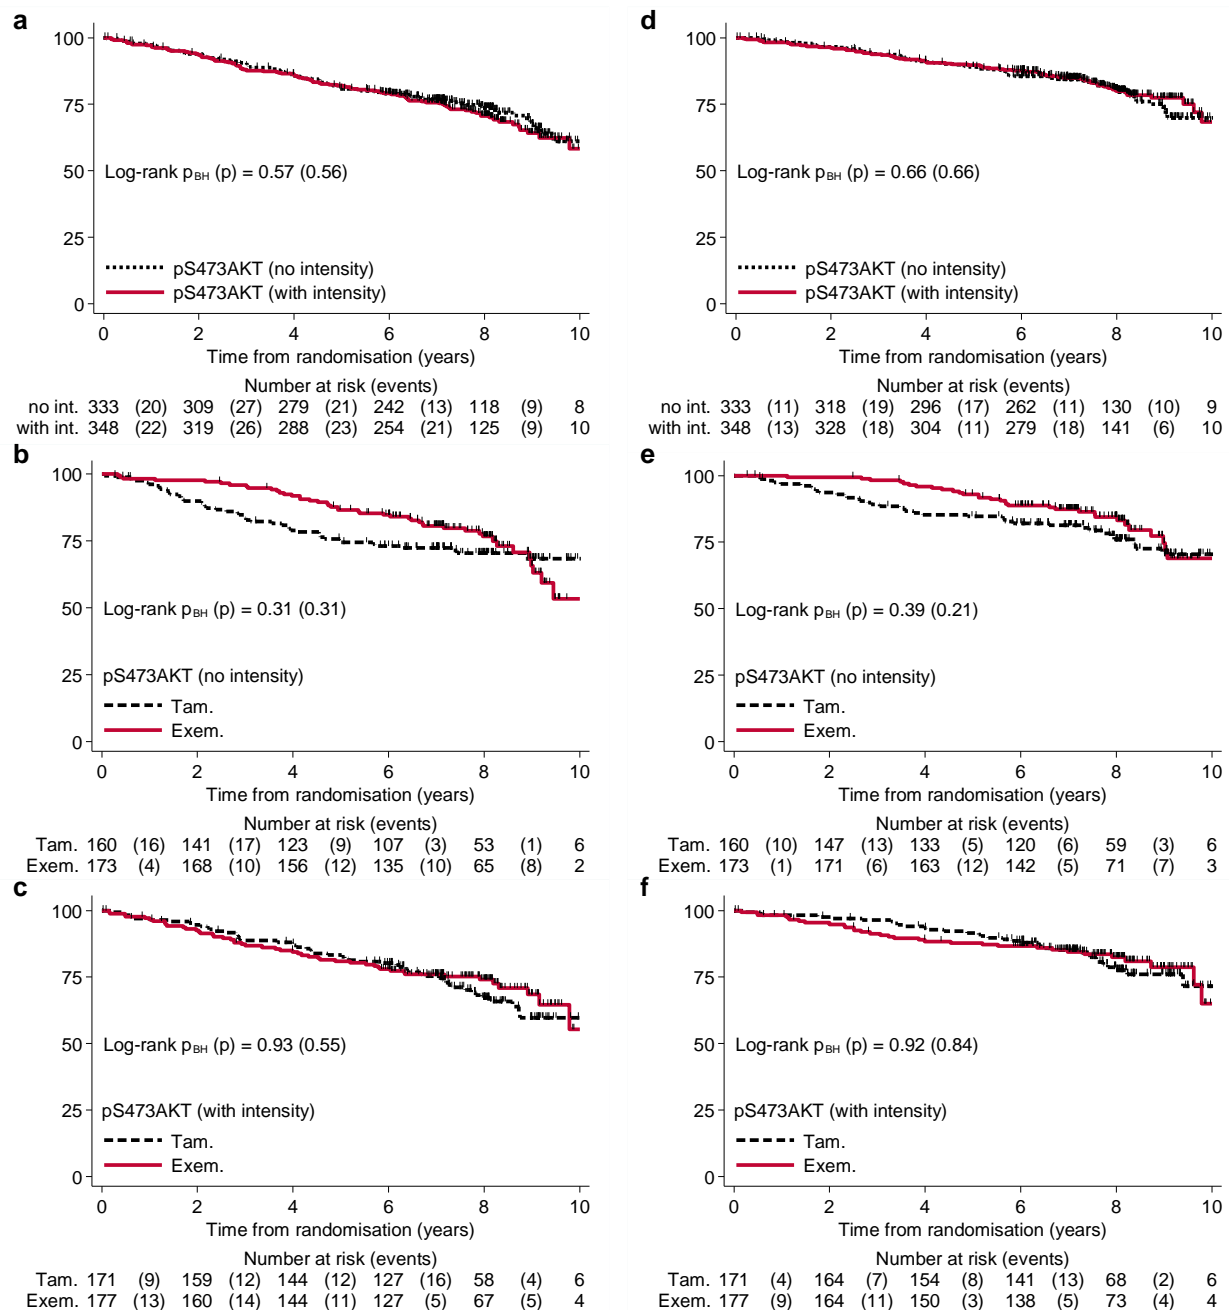 a
100
75
50
25
0
Log-rank pBH (p) = 0.57 (0.56)
pS473AKT (no intensity)
pS473AKT (with intensity)
0 2 4 6 8 10
Time from randomisation (years)
Number at risk (events)
no int. 333 (20) 309 (27) 279 (21) 242 (13) 118 (9) 8
with int. 348 (22) 319 (26) 288 (23) 254 (21) 125 (9) 10
b
100
75
50
25
0
Log-rank pBH (p) = 0.31 (0.31)
pS473AKT (no intensity)
Tam.
Exem.
0 2 4 6 8 10
Time from randomisation (years)
Number at risk (events)
Tam. 160 (16) 141 (17) 123 (9) 107 (3) 53 (1) 6
Exem. 173 (4) 168 (10) 156 (12) 135 (10) 65 (8) 2
c
100
75
50
25
0
Log-rank pBH (p) = 0.93 (0.55)
pS473AKT (with intensity)
Tam.
Exem.
0 2 4 6 8 10
Time from randomisation (years)
Number at risk (events)
Tam. 171 (9) 159 (12) 144 (12) 127 (16) 58 (4) 6
Exem. 177 (13) 160 (14) 144 (11) 127 (5) 67 (5) 4
d
100
75
50
25
0
Log-rank pBH (p) = 0.66 (0.66)
pS473AKT (no intensity)
pS473AKT (with intensity)
0 2 4 6 8 10
Time from randomisation (years)
Number at risk (events)
no int. 333 (11) 318 (19) 296 (17) 262 (11) 130 (10) 9
with int. 348 (13) 328 (18) 304 (11) 279 (18) 141 (6) 10
e
100
75
50
25
0
Log-rank pBH (p) = 0.39 (0.21)
pS473AKT (no intensity)
Tam.
Exem.
0 2 4 6 8 10
Time from randomisation (years)
Number at risk (events)
Tam. 160 (10) 147 (13) 133 (5) 120 (6) 59 (3) 6
Exem. 173 (1) 171 (6) 163 (12) 142 (5) 71 (7) 3
f
100
75
50
25
0
Log-rank pBH (p) = 0.92 (0.84)
pS473AKT (with intensity)
Tam.
Exem.
0 2 4 6 8 10
Time from randomisation (years)
Number at risk (events)
Tam. 171 (4) 164 (7) 154 (8) 141 (13) 68 (2) 6
Exem. 177 (9) 164 (11) 150 (3) 138 (5) 73 (4) 4